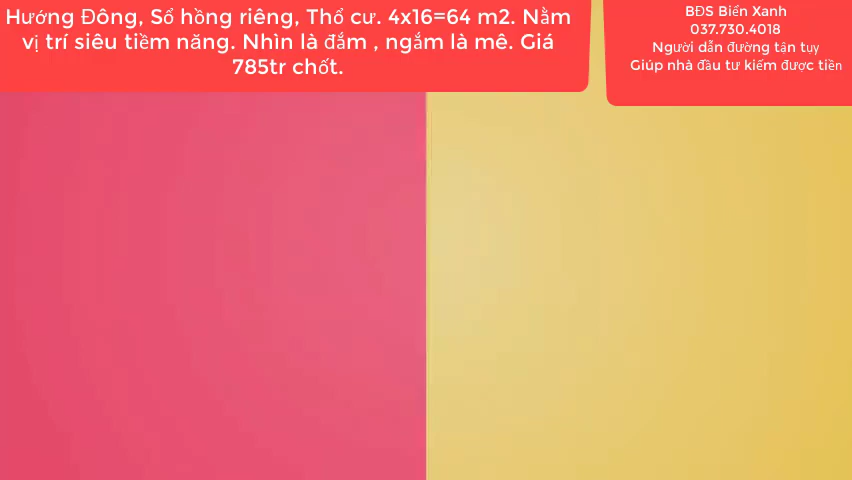 Hướng Đông, Sổ hồng riêng, Thổ cư. 4x16=64 m2. Nằm
vị trí siêu tiềm năng. Nhìn là đắm , ngắm là mê. Giá
785tr chốt.
BĐS Biển Xanh
037.730.4018
Người dẫn đường tận tụy
Giúp nhà đầu tư kiếm được tiền